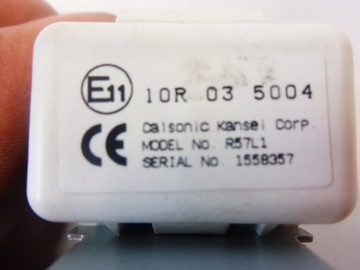 E11 10R 03 5004
CE Calsonic Kansei Corp.
MODEL No. R57L1
SERIAL No. 1558357